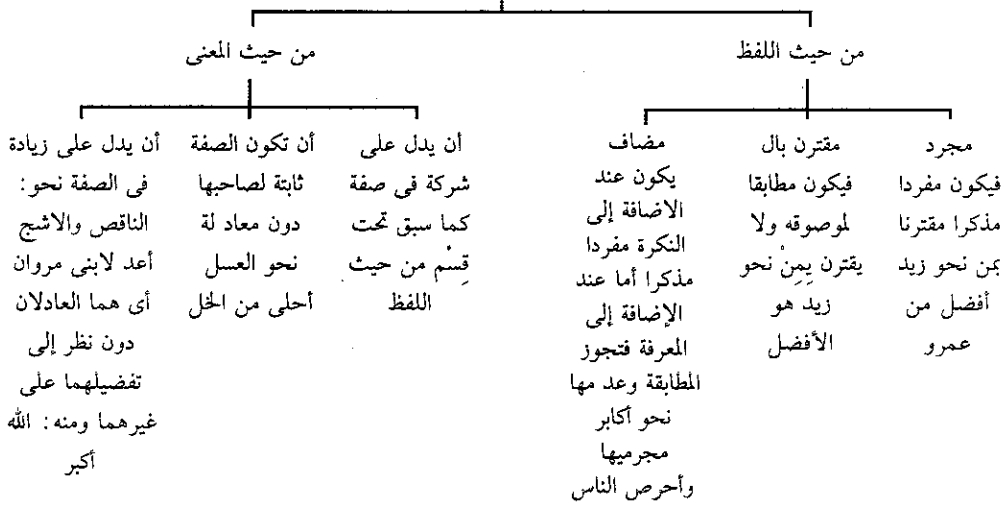 من حيث اللفظ
من حيث المعنى
مجرد
فيكون مفردا
مذكرا مقترنا
بمن نحو زيد
أفضل من
عمرو
مقترن بال
فيكون مطابقا
لموصوقه ولا
يقترن بِمِنْ نحو
زيد هو
الأفضل
مضاف
يكون عند
الاضافة إلى
النكرة مفردا
مذكرا أما عند
الإضافة إلى
المعرفة فتجوز
المطابقة وعد مها
نحو أكابر
مجرميها
وأحرص الناس
أن يدل على
شركة فى صفة
كما سبق تحت
قِسْم من حيث
اللفظ
أن تكون الصفة
ثابتة لصاحبها
دون معاد لة
نحو العسل
أحلى من الخل
أن يدل على زيادة
فى الصفة نحو:
الناقص والاشج
أعد لابنى مروان
أى هما العادلان
دون نظر إلى
تفضيلهما على
غيرهما ومنه: الله
أكبر